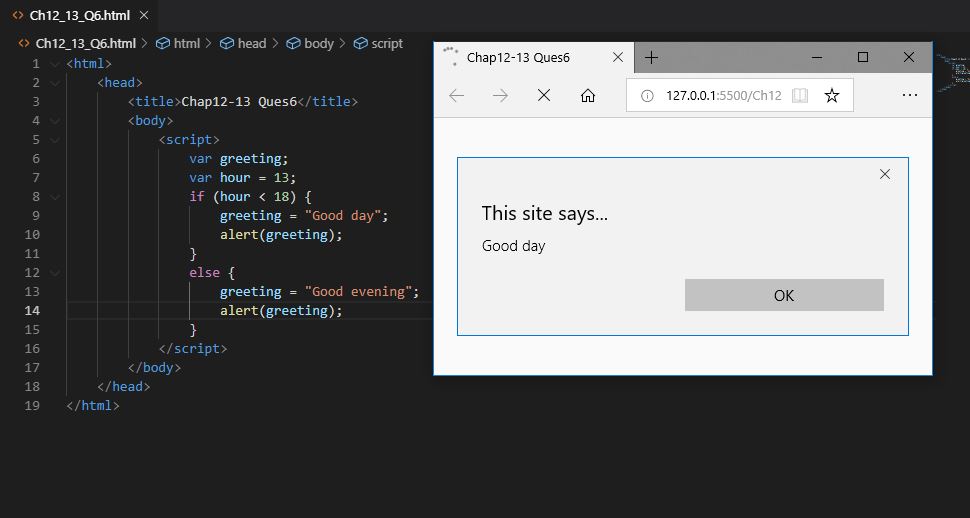 Ch12_13_Q6.html
Ch12_13_Q6.html > html > head > body > script
1 <html>
2 <head>
3 <title>Chap12-13 Ques6</title>
4 <body>
5 <script>
6 var greeting;
7 var hour = 13;
8 if (hour < 18) {
9 greeting = "Good day";
10 alert(greeting);
11 }
12 else {
13 greeting = "Good evening";
14 alert(greeting);
15 }
16 </script>
17 </body>
18 </head>
19 </html>
Chap12-13 Ques6
127.0.0.1:5500/Ch12
This site says...
Good day
OK